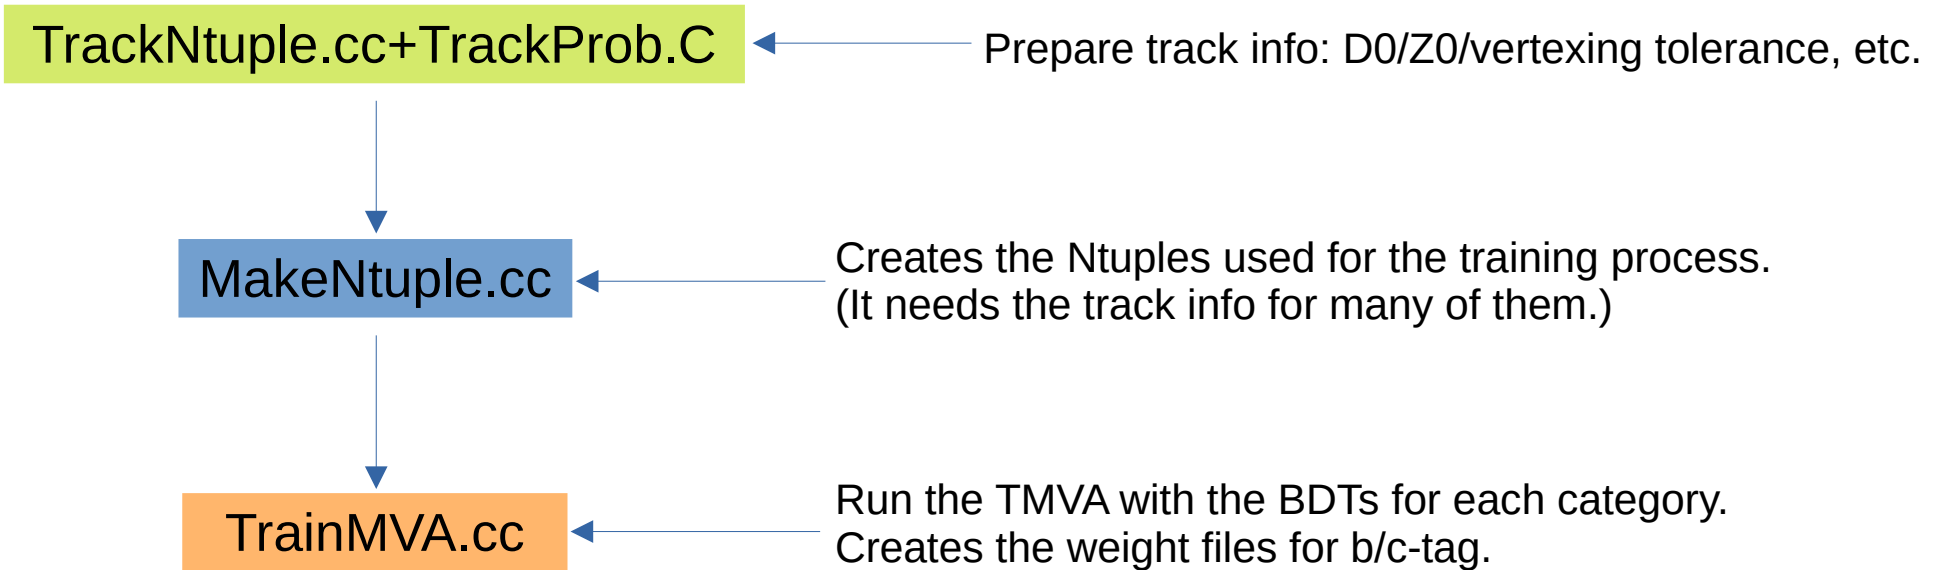 TrackNtuple.cc+TrackProb.C
Prepare track info: D0/Z0/vertexing tolerance, etc.
MakeNtuple.cc
Creates the Ntuples used for the training process.
(It needs the track info for many of them.)
TrainMVA.cc
Run the TMVA with the BDTs for each category.
Creates the weight files for b/c-tag.